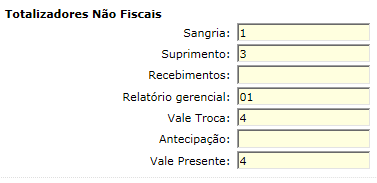 Totalizadores Não Fiscais
Sangria: 1
Suprimento: 3
Recebimentos:
Relatório gerencial: 01
Vale Troca: 4
Antecipação:
Vale Presente: 4